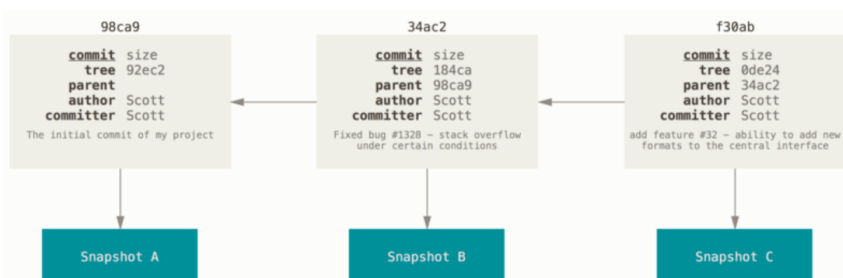 98ca9
commit size
tree 92ec2
parent
author Scott
committer Scott
The initial commit of my project
Snapshot A
34ac2
commit size
tree 184ca
parent 98ca9
author Scott
committer Scott
Fixed bug #1328 – stack overflow
under certain conditions
Snapshot B
f30ab
commit size
tree 0de24
parent 34ac2
author Scott
committer Scott
add feature #32 – ability to add new
formats to the central interface
Snapshot C